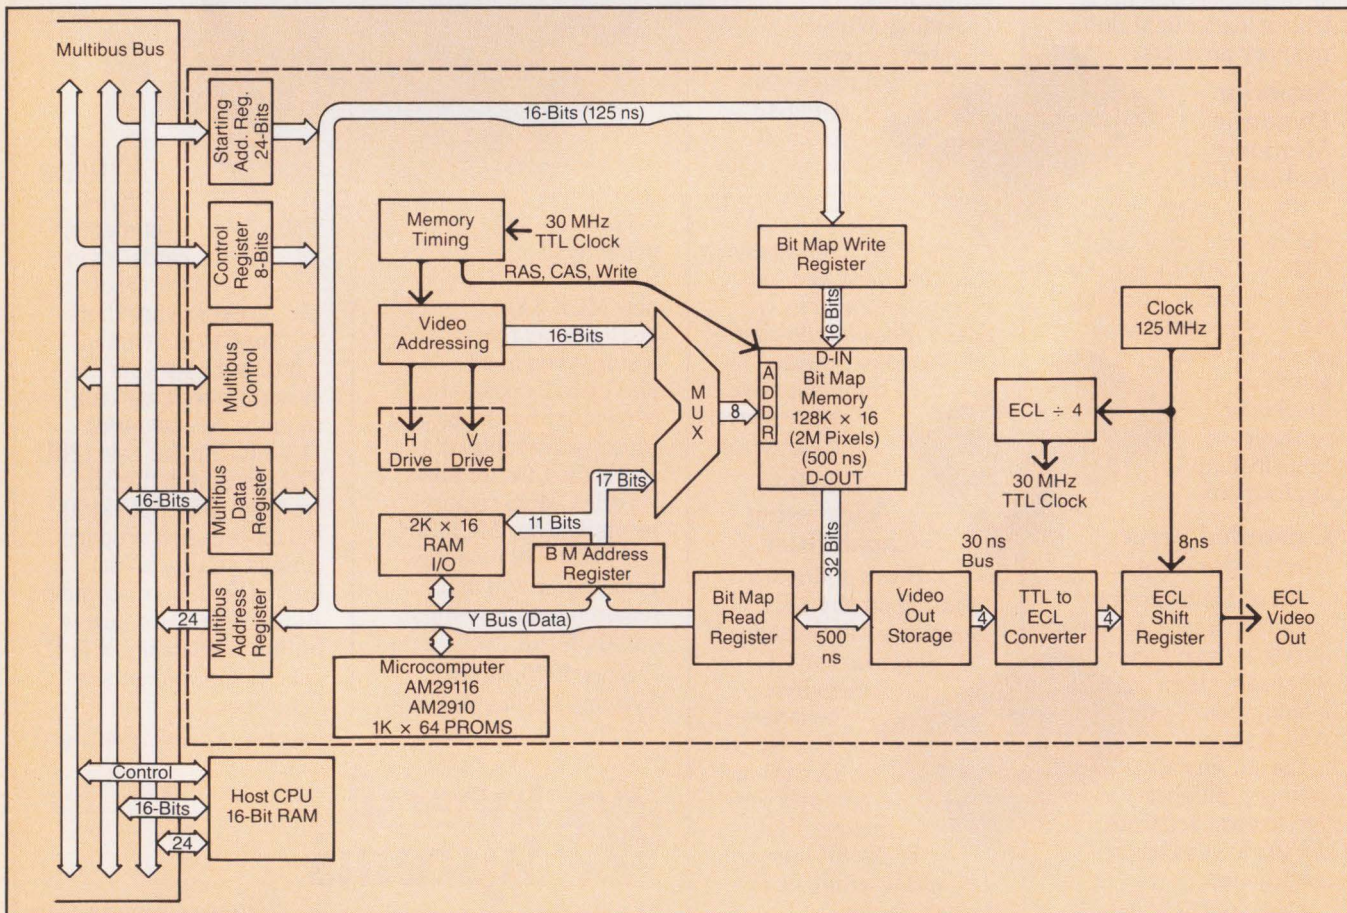 Multibus Bus
Starting
Add. Reg.
24-Bits
16-Bits (125 ns)
Control
Register
8-Bits
Memory
Timing
30 MHz
TTL Clock
Bit Map Write
Register
RAS, CAS, Write
16 Bits
Clock
125 MHz
Video
Addressing
16-Bits
Multibus
Control
MUX
8
ADDR
D-IN
Bit Map
Memory
128K × 16
(2M Pixels)
(500 ns)
D-OUT
ECL ÷ 4
30 MHz
TTL Clock
H
Drive
V
Drive
17 Bits
16-Bits
Multibus
Data
Register
2K × 16
RAM
I/O
11 Bits
B M Address
Register
32 Bits
30 ns
Bus
8ns
24
Multibus
Address
Register
Y Bus (Data)
Bit Map
Read
Register
500
ns
Video
Out
Storage
4
TTL to
ECL
Converter
4
ECL
Shift
Register
ECL
Video
Out
Microcomputer
AM29116
AM2910
1K × 64 PROMS
Control
16-Bits
24
Host CPU
16-Bit RAM